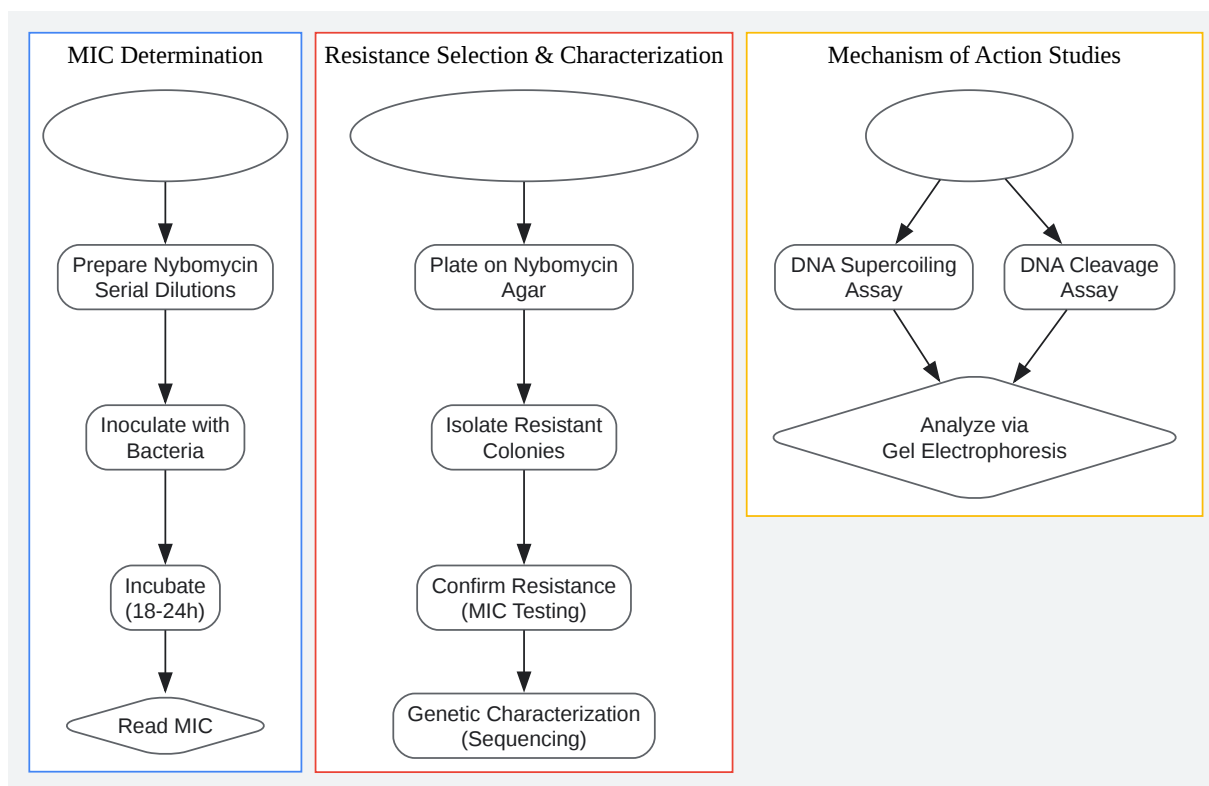 MIC Determination
Prepare Nybomycin
Serial Dilutions
Inoculate with
Bacteria
Incubate
(18-24h)
Read MIC
Resistance Selection & Characterization
Plate on Nybomycin
Agar
Isolate Resistant
Colonies
Confirm Resistance
(MIC Testing)
Genetic Characterization
(Sequencing)
Mechanism of Action Studies
DNA Supercoiling
Assay
DNA Cleavage
Assay
Analyze via
Gel Electrophoresis